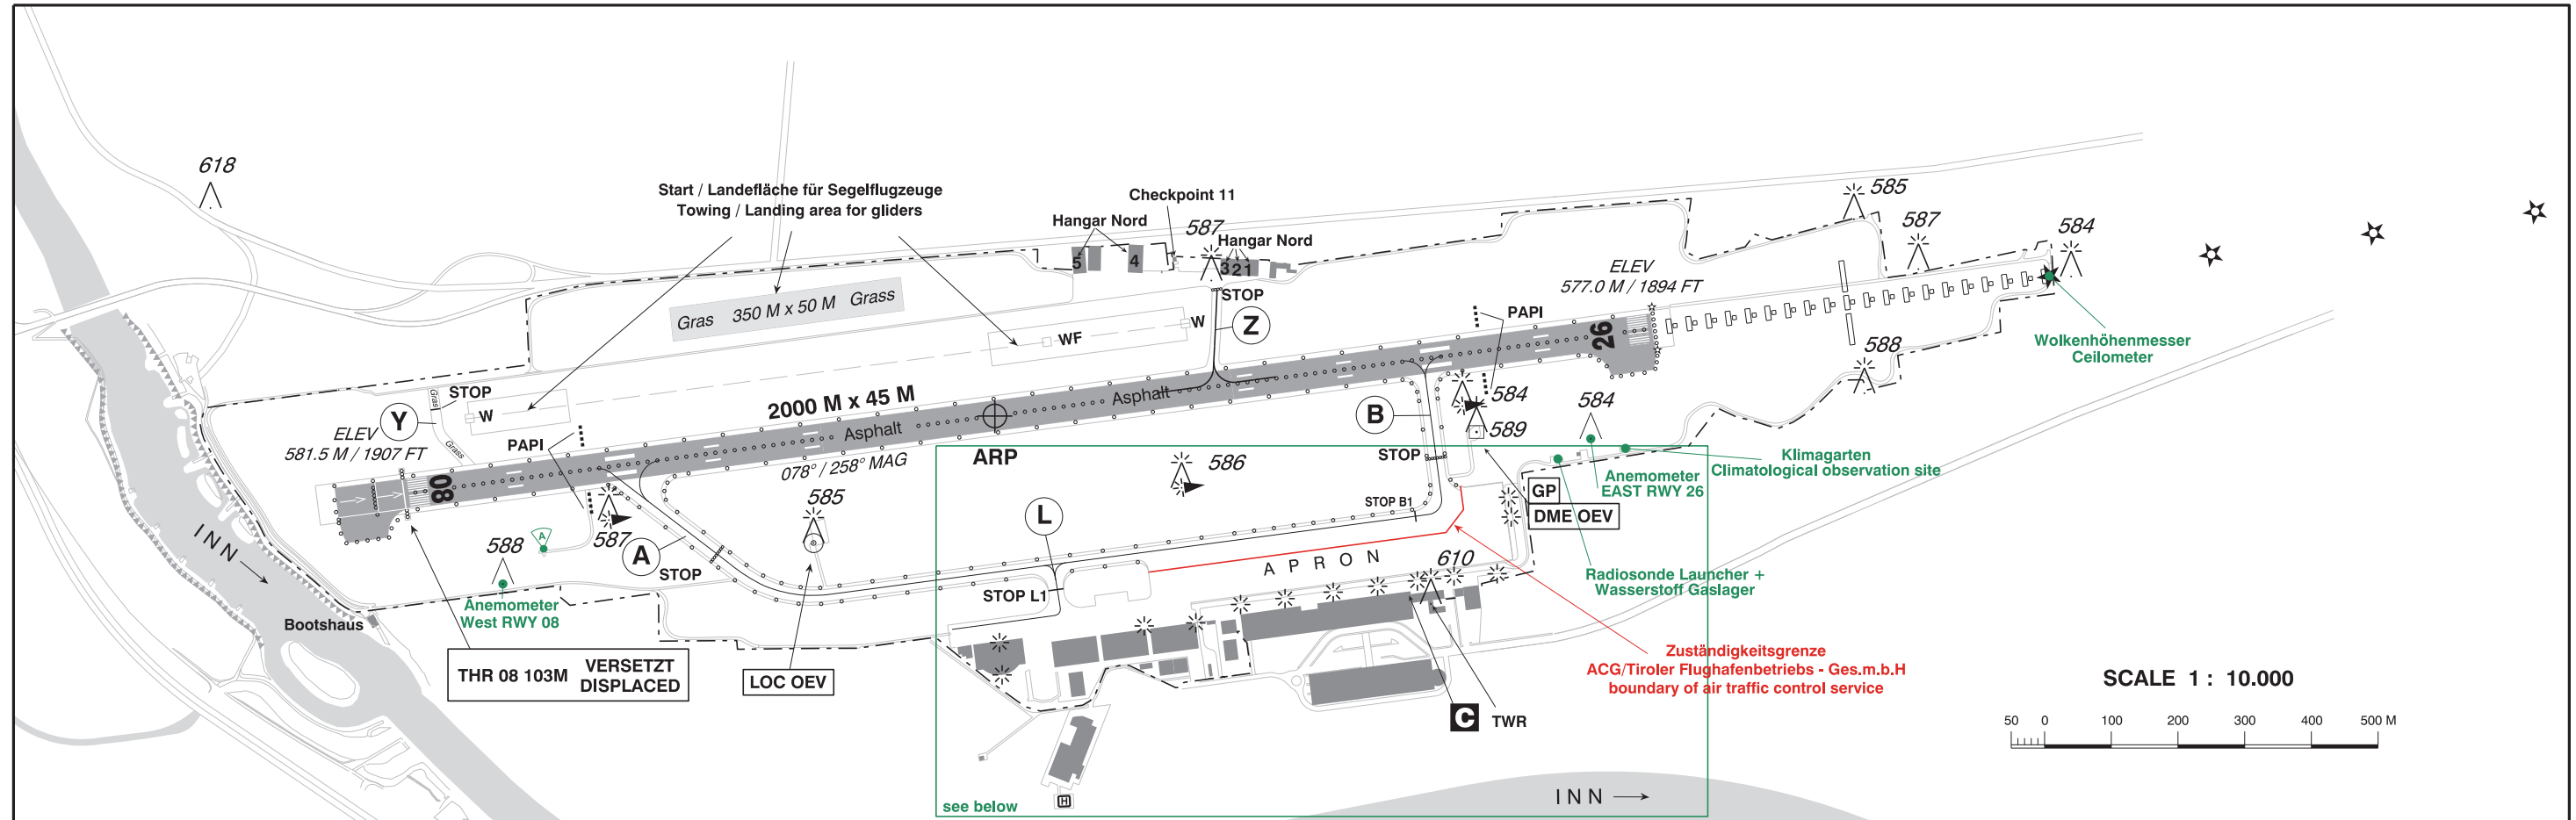 618
Start / Landefläche für Segelflugzeuge
Towing / Landing area for gliders
Checkpoint 11
Hangar Nord
587
Hangar Nord
5
4
3
2
1
585
587
584
ELEV
577.0 M / 1894 FT
Gras 350 M x 50 M Grass
STOP
Z
W
WF
PAPI
26
Wolkenhöhenmesser
Ceilometer
588
Gras
STOP
Y
W
Grass
2000 M x 45 M
Asphalt
Asphalt
B
584
589
584
ELEV
581.5 M / 1907 FT
PAPI
078° / 258° MAG
ARP
586
STOP
Klimagarten
Climatological observation site
Anemometer
EAST RWY 26
08
GP
DME OEV
585
STOP B1
L
INN
A
588
587
A
STOP
APRON
610
Radiosonde Launcher +
Wasserstoff Gaslager
Anemometer
West RWY 08
STOP L1
Bootshaus
THR 08 103M VERSETZT
DISPLACED
LOC OEV
Zuständigkeitsgrenze
ACG/Tiroler Flughafenbetriebs - Ges.m.b.H
boundary of air traffic control service
C
TWR
SCALE 1 : 10.000
50 0 100 200 300 400 500 M
H
see below
INN